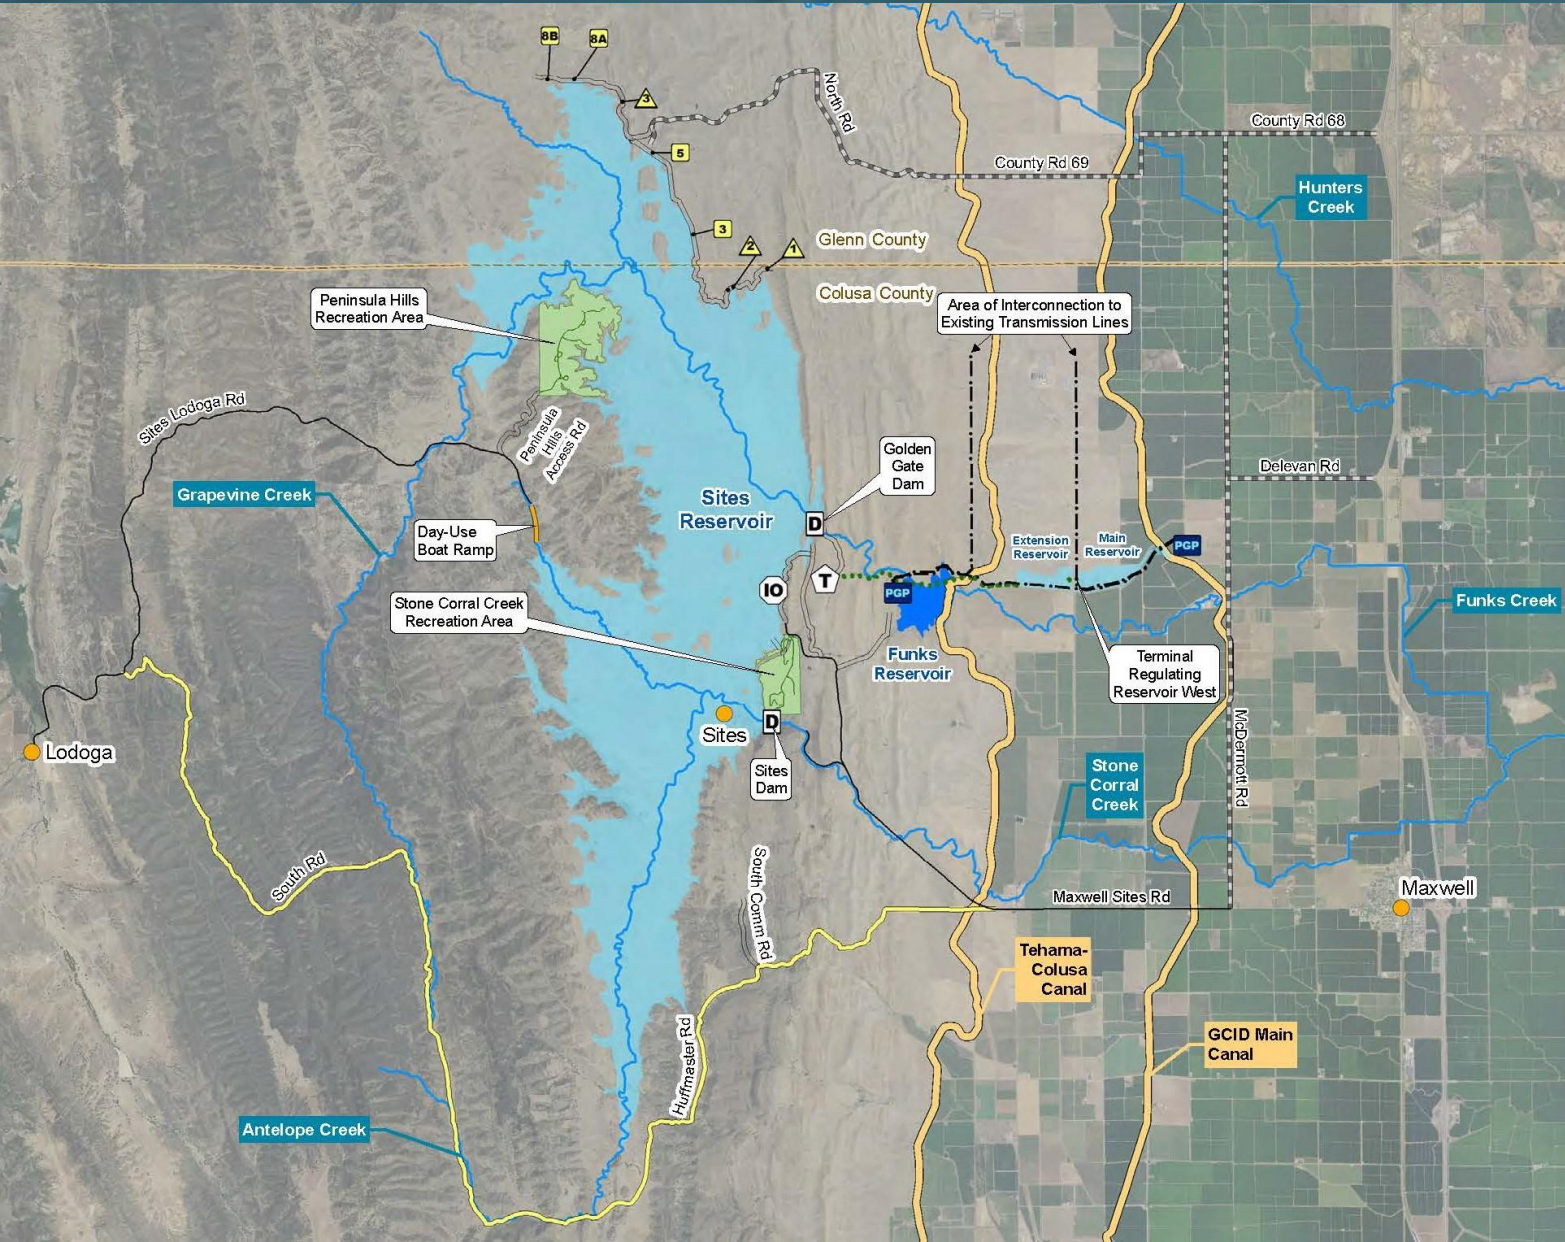 8B
8A
3
North Rd
County Rd 68
5
County Rd 69
Hunters
Creek
3
2
1
Glenn County
Colusa County
Peninsula Hills
Recreation Area
Area of Interconnection to
Existing Transmission Lines
Sites Lodoga Rd
Peninsula
Hills
Access Rd
Golden
Gate
Dam
Delevan Rd
Grapevine Creek
Sites
Reservoir
D
Day-Use
Boat Ramp
Extension
Reservoir
Main
Reservoir
PGP
T
IO
PGP
Stone Corral Creek
Recreation Area
Funks Creek
Funks
Reservoir
Terminal
Regulating
Reservoir West
D
Sites
Lodoga
McDermott Rd
Sites
Dam
Stone
Corral
Creek
South Rd
South Comm Rd
Maxwell Sites Rd
Maxwell
Tehama-
Colusa
Canal
GCID Main
Canal
Huffmaster Rd
Antelope Creek